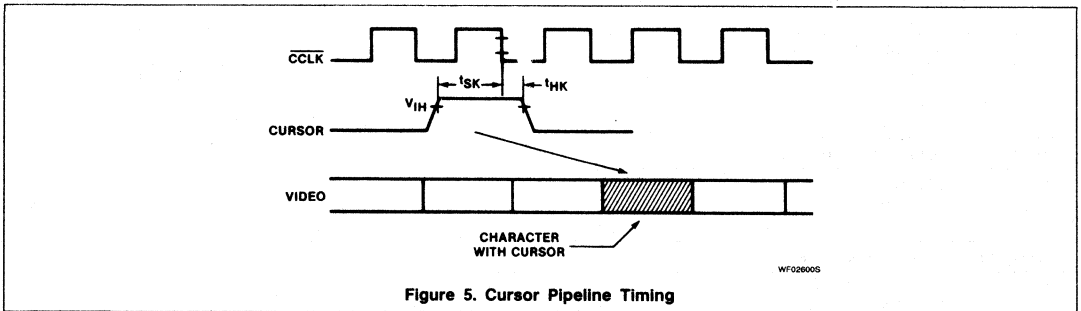 CCLK
tSK
tHK
VIH
CURSOR
VIDEO
CHARACTER
WITH CURSOR
WF02600S
Figure 5. Cursor Pipeline Timing